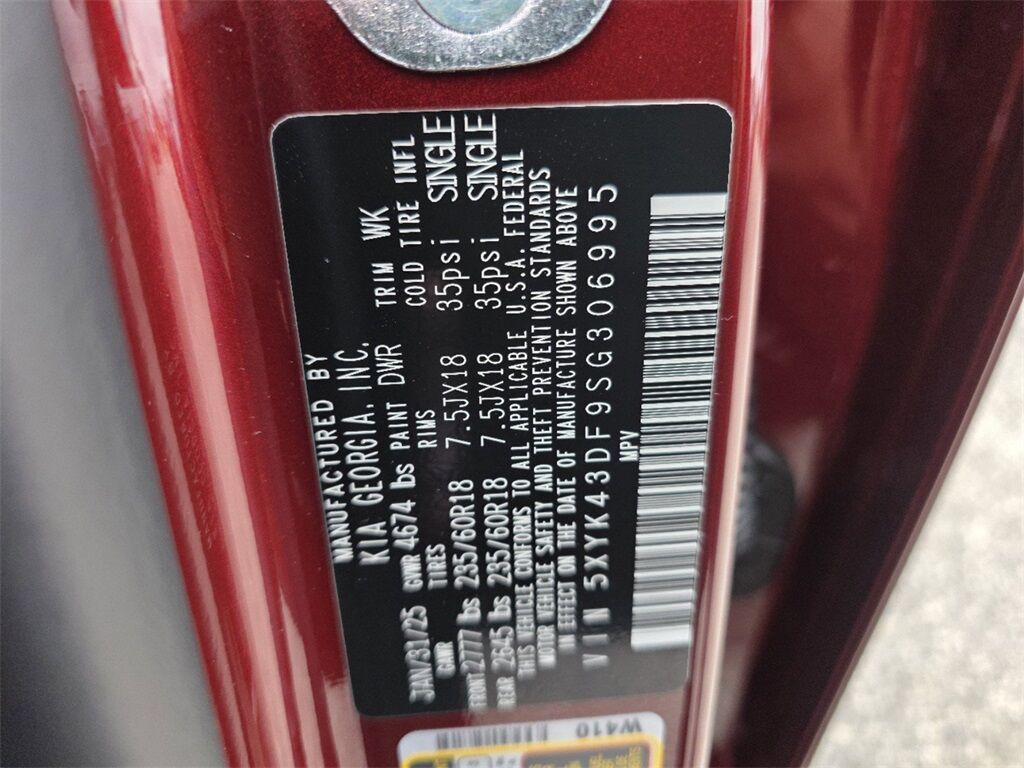 MANUFACTURED BY
KIA GEORGIA, INC.
JAN/31/25 GVWR 4674 lbs PAINT DWR TRIM WK
GAWR TIRES RIMS COLD TIRE INFL
FRONT 2777 lbs 235/60R18 7.5JX18 35psi SINGLE
REAR 2645 lbs 235/60R18 7.5JX18 35psi SINGLE
THIS VEHICLE CONFORMS TO ALL APPLICABLE U.S.A. FEDERAL
MOTOR VEHICLE SAFETY AND THEFT PREVENTION STANDARDS
IN EFFECT ON THE DATE OF MANUFACTURE SHOWN ABOVE
VIN 5XYK43DF9SG306995
MPV
W410